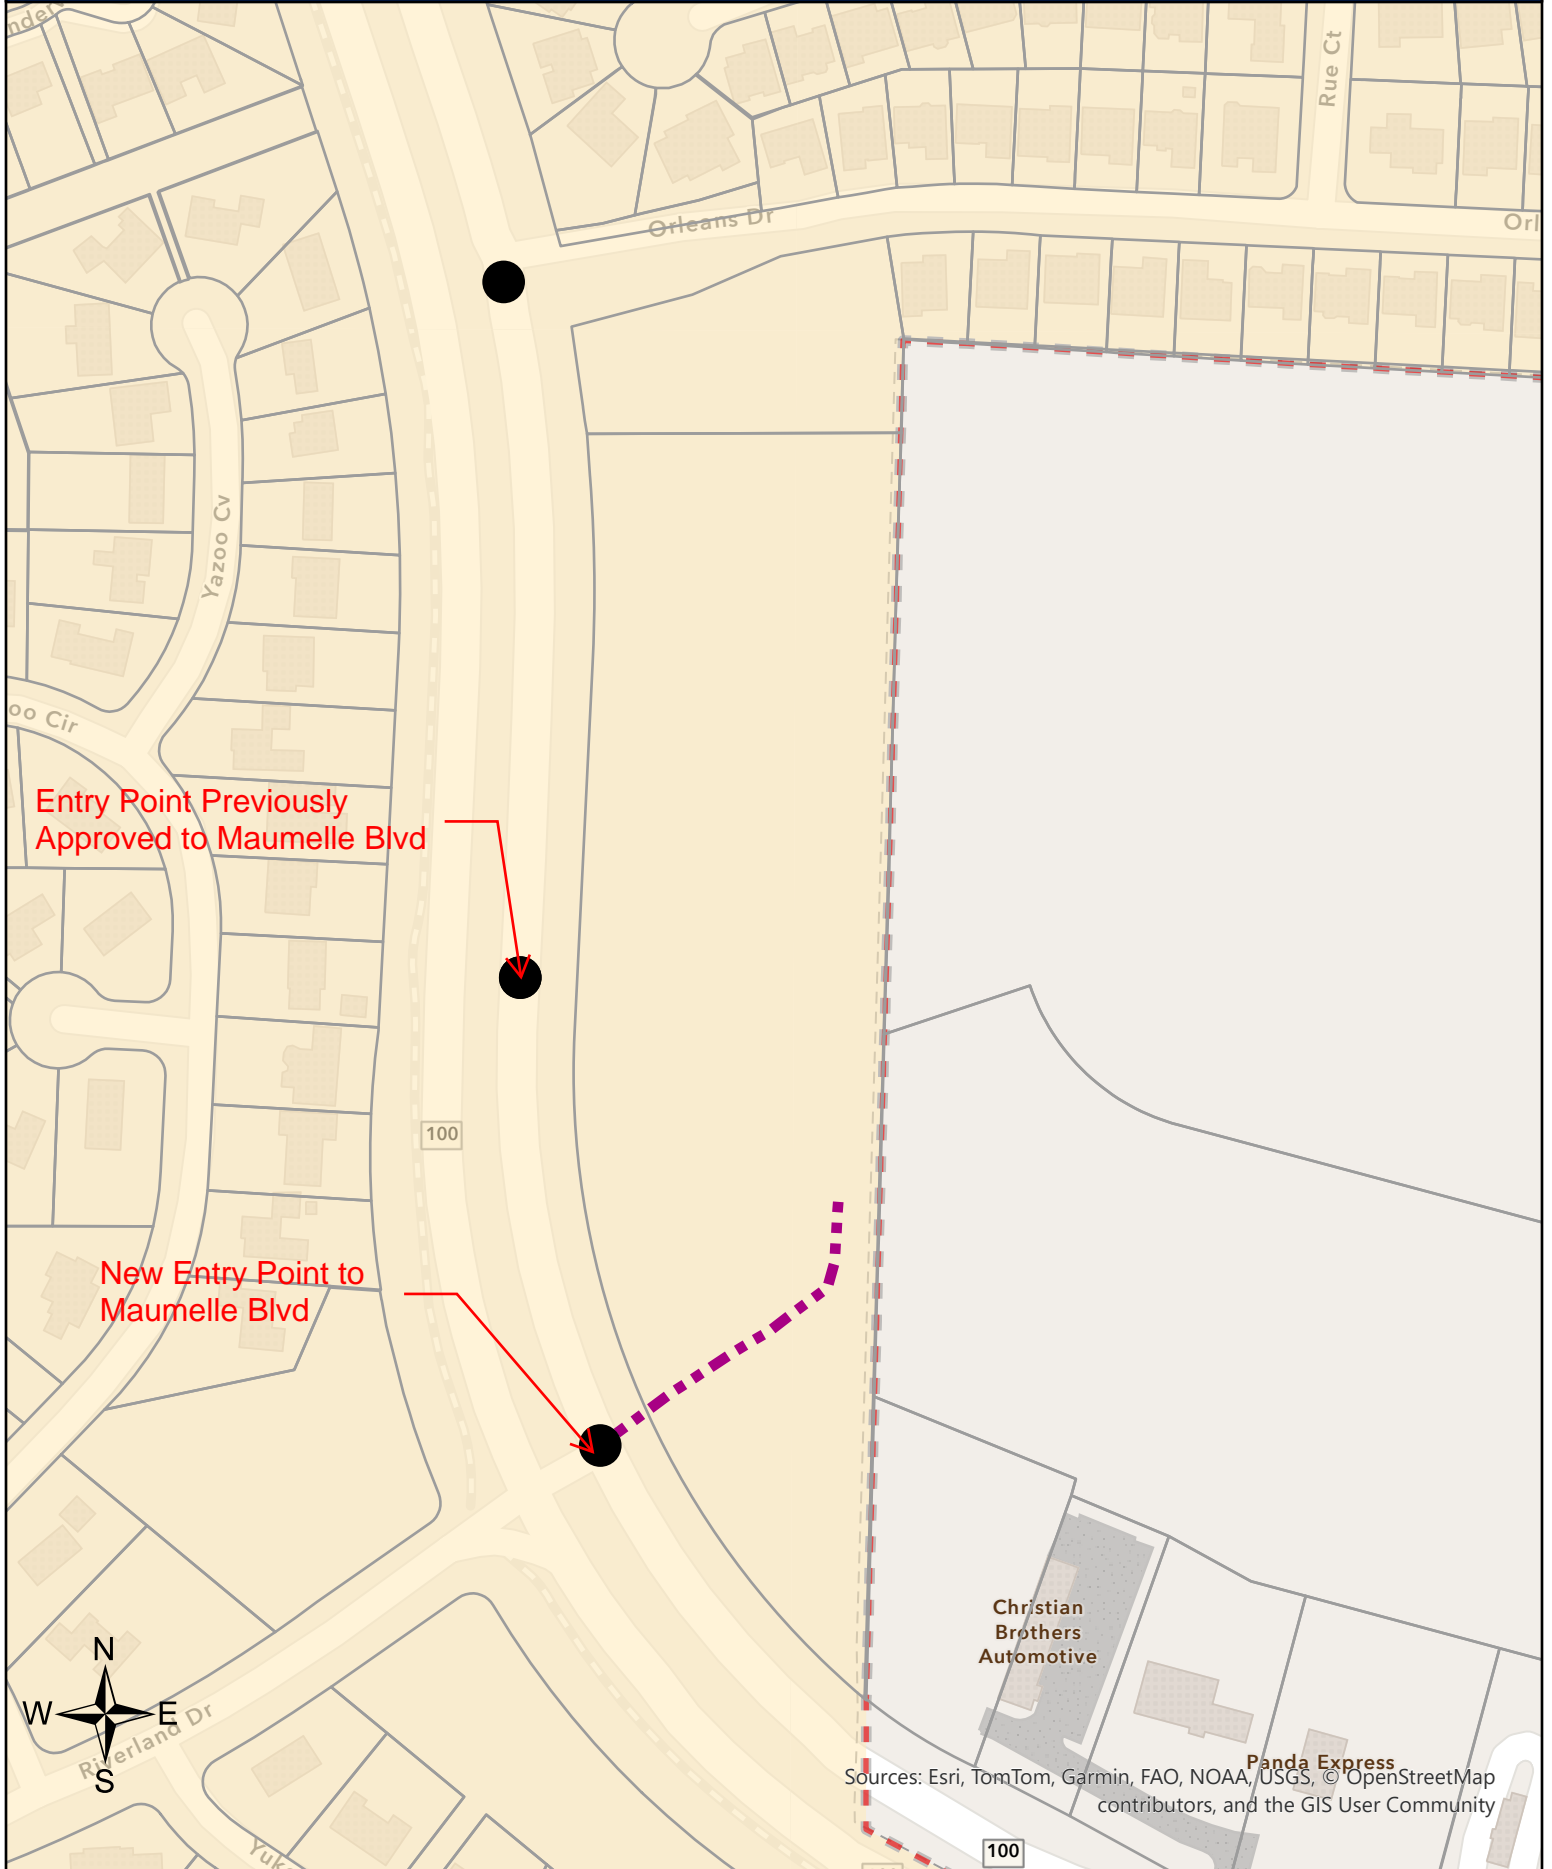 Rue Ct
Orleans Dr
Yazoo Cv
oo Cir
Entry Point Previously
Approved to Maumelle Blvd
100
New Entry Point to
Maumelle Blvd
Christian
Brothers
Automotive
N
W E
S
Riverland Dr
Panda Express
Sources: Esri, TomTom, Garmin, FAO, NOAA, USGS, © OpenStreetMap
contributors, and the GIS User Community
100